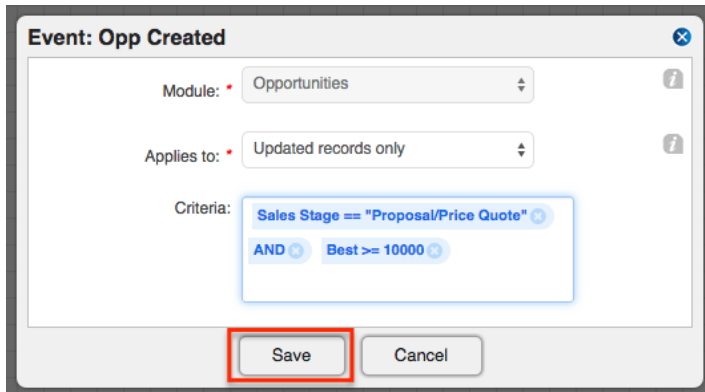 Event: Opp Created
Module: * Opportunities
Applies to: * Updated records only
Criteria: Sales Stage == "Proposal/Price Quote"
AND Best >= 10000
Save Cancel